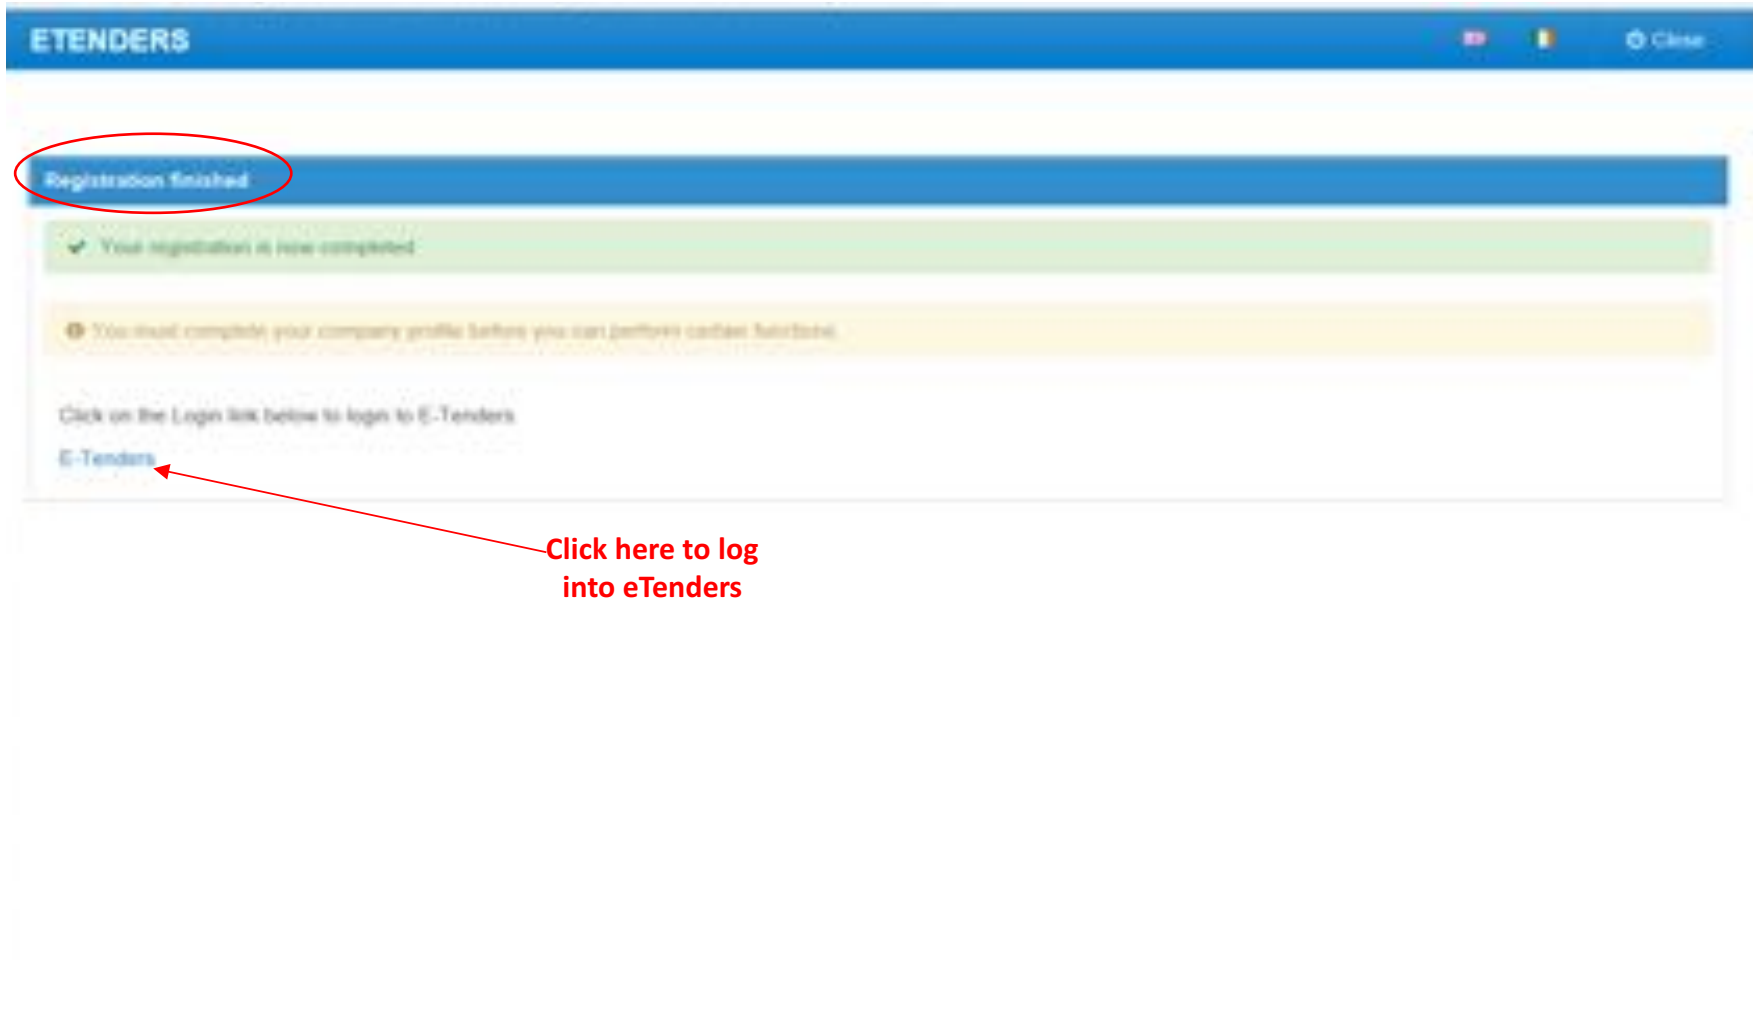 ETENDERS
Close
Registration finished
Your registration is now completed
You must complete your company profile before you can perform certain functions.
Click on the Login link below to login to E-Tenders
E-Tenders
Click here to log
into eTenders